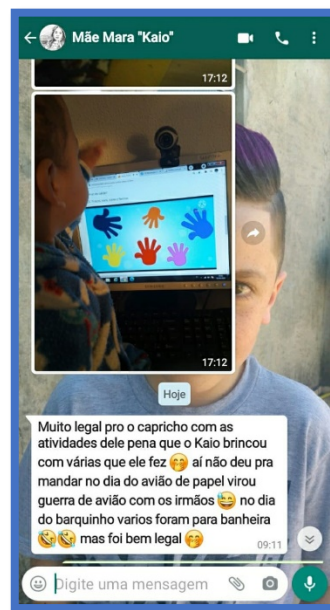 Mãe Mara "Kaio"
17:12
17:12
Hoje
Muito legal pro o capricho com as
atividades dele pena que o Kaio brincou
com várias que ele fez 🤭 aí não deu pra
mandar no dia do avião de papel virou
guerra de avião com os irmãos 😅 no dia
do barquinho varios foram para banheira
🤣🤣 mas foi bem legal 🤭
09:11
Digite uma mensagem